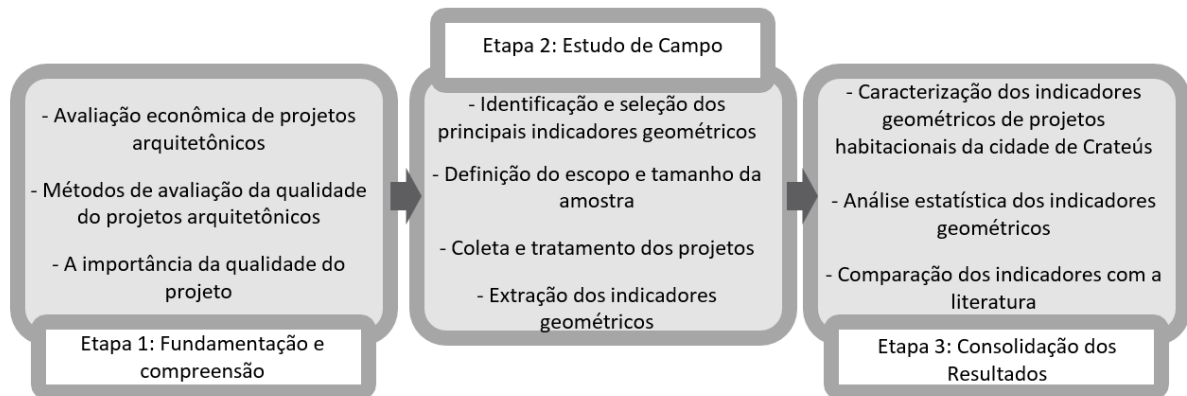 - Avaliação econômica de projetos
arquitetônicos
- Métodos de avaliação da qualidade
do projetos arquitetônicos
- A importância da qualidade do
projeto
Etapa 1: Fundamentação e
compreensão
Etapa 2: Estudo de Campo
- Identificação e seleção dos
principais indicadores geométricos
- Definição do escopo e tamanho da
amostra
- Coleta e tratamento dos projetos
- Extração dos indicadores
geométricos
- Caracterização dos indicadores
geométricos de projetos
habitacionais da cidade de Crateús
- Análise estatística dos indicadores
geométricos
- Comparação dos indicadores com a
literatura
Etapa 3: Consolidação dos
Resultados